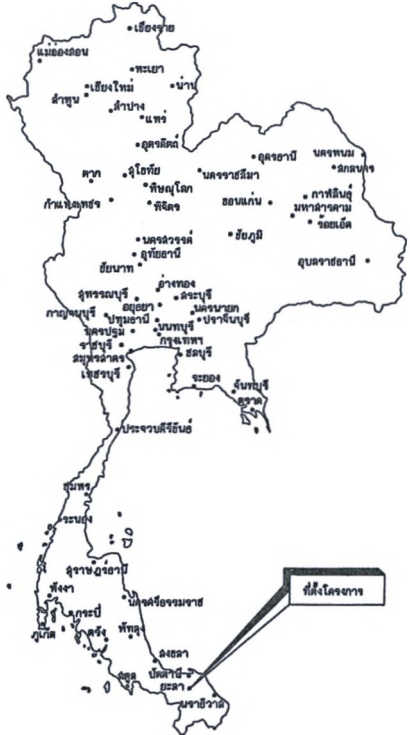 เชียงราย
แม่ฮ่องสอน
พะเยา
เชียงใหม่
น่าน
ลำพูน
ลำปาง
แพร่
อุตรดิตถ์
อุดรธานี
นครพนม
สกลนคร
ตาก
สุโขทัย
นครราชสีมา
พิษณุโลก
กาฬสินธุ์
กำแพงเพชร
พิจิตร
ขอนแก่น
มหาสารคาม
ร้อยเอ็ด
นครสวรรค์
ชัยภูมิ
อุทัยธานี
ชัยนาท
อุบลราชธานี
อ่างทอง
สุพรรณบุรี
สระบุรี
อยุธยา
นครนายก
กาญจนบุรี
ปทุมธานี
ปราจีนบุรี
นครปฐม
นนทบุรี
ราชบุรี
กรุงเทพฯ
สมุทรสาคร
ชลบุรี
เพชรบุรี
ระยอง
จันทบุรี
ตราด
ประจวบคีรีขันธ์
ชุมพร
ระนอง
สุราษฎร์ธานี
ที่ตั้งโครงการ
พังงา
นครศรีธรรมราช
กระบี่
ภูเก็ต
ตรัง
พัทลุง
สงขลา
สตูล
ปัตตานี
ยะลา
นราธิวาส